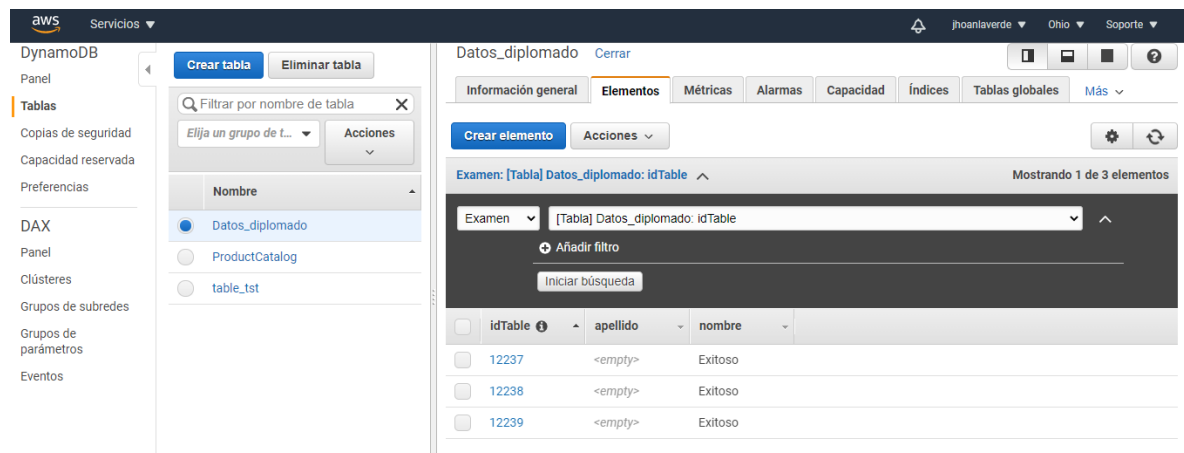 aws Servicios jhoanlaverde Ohio Soporte
DynamoDB
Panel
Tablas
Copias de seguridad
Capacidad reservada
Preferencias
DAX
Panel
Clústeres
Grupos de subredes
Grupos de
parámetros
Eventos
Crear tabla Eliminar tabla
Filtrar por nombre de tabla X
Elija un grupo de t... Acciones
Nombre
Datos_diplomado
ProductCatalog
table_tst
Datos_diplomado Cerrar
Información general Elementos Métricas Alarmas Capacidad Índices Tablas globales Más
Crear elemento Acciones
Examen: [Tabla] Datos_diplomado: idTable Mostrando 1 de 3 elementos
Examen [Tabla] Datos_diplomado: idTable
Añadir filtro
Iniciar búsqueda
idTable apellido nombre
12237 <empty> Exitoso
12238 <empty> Exitoso
12239 <empty> Exitoso